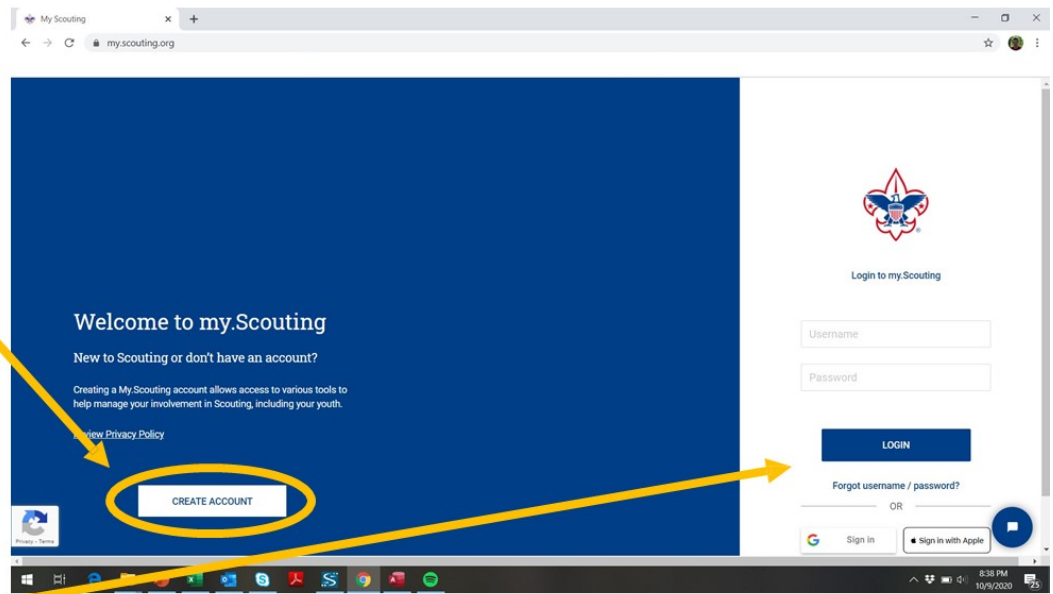 My Scouting
my.scouting.org
Welcome to my.Scouting
New to Scouting or don't have an account?
Creating a My.Scouting account allows access to various tools to
help manage your involvement in Scouting, including your youth.
Privacy Policy
CREATE ACCOUNT
Privacy - Terms
Login to my.Scouting
Username
Password
LOGIN
Forgot username / password?
OR
Sign in
Sign in with Apple
8:38 PM
10/9/2020
25